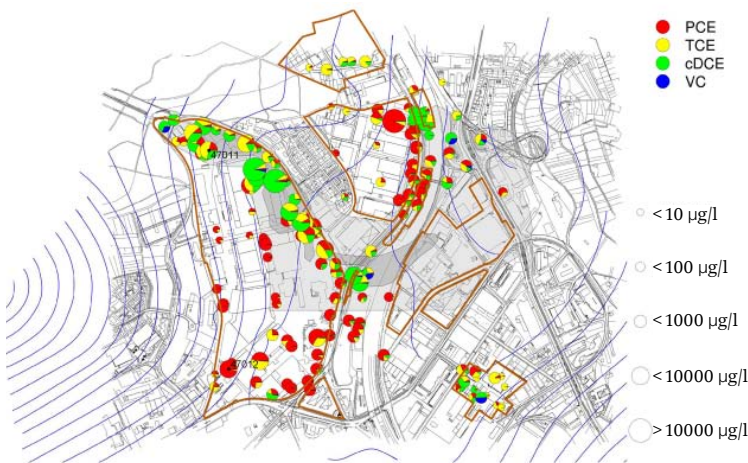 PCE
TCE
cDCE
VC
47011
< 10 µg/l
< 100 µg/l
< 1000 µg/l
47012
< 10000 µg/l
> 10000 µg/l